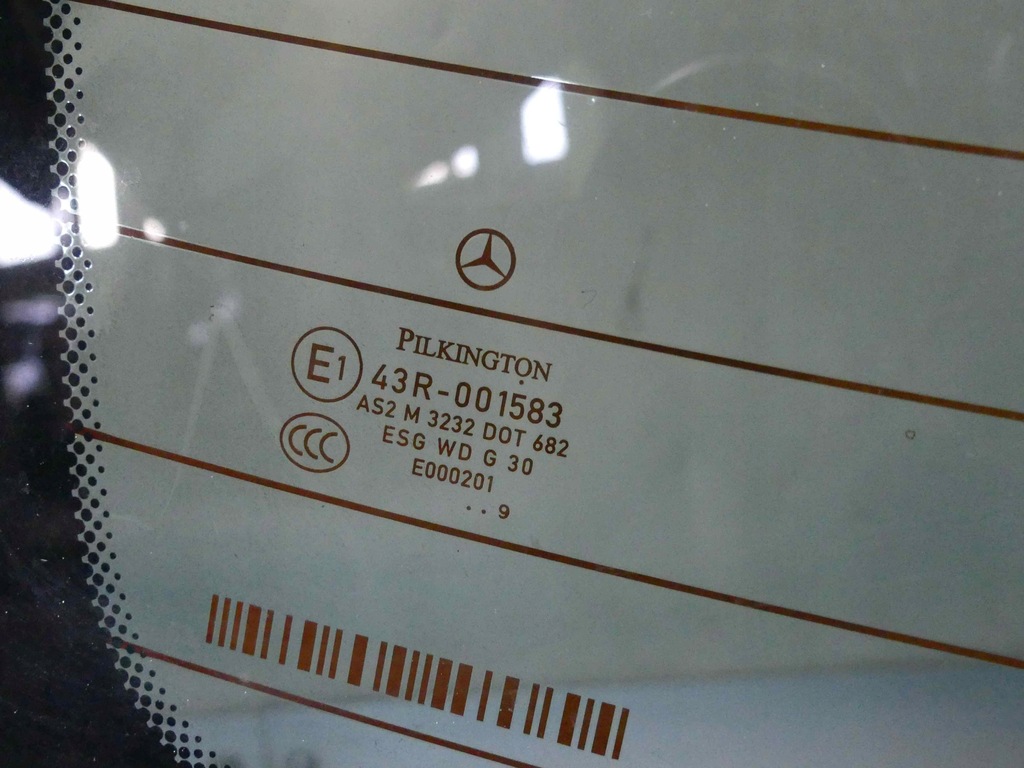 PILKINGTON
E1
43R-001583
AS2 M 3232 DOT 682
CCC
ESG WD G 30
E000201
. . 9